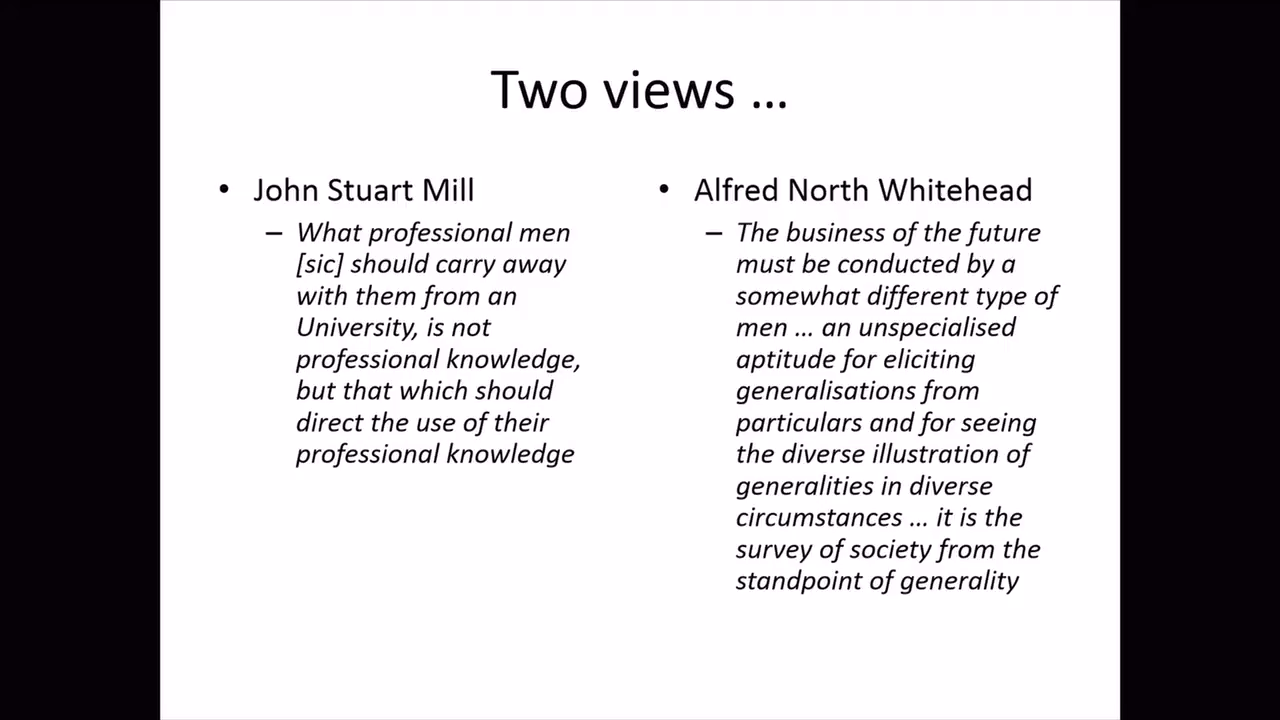 Two views ...
• John Stuart Mill
– What professional men
[sic] should carry away
with them from an
University, is not
professional knowledge,
but that which should
direct the use of their
professional knowledge
• Alfred North Whitehead
– The business of the future
must be conducted by a
somewhat different type of
men ... an unspecialised
aptitude for eliciting
generalisations from
particulars and for seeing
the diverse illustration of
generalities in diverse
circumstances ... it is the
survey of society from the
standpoint of generality